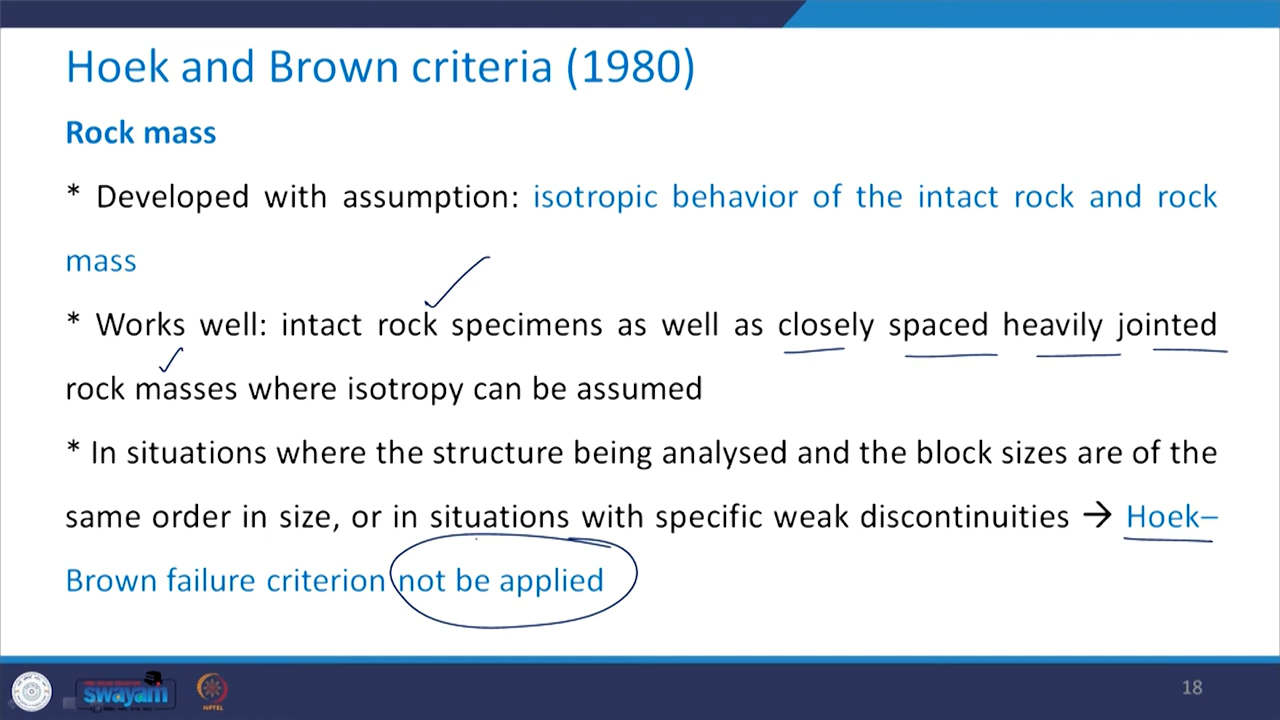 Hoek and Brown criteria (1980)
Rock mass
* Developed with assumption: isotropic behavior of the intact rock and rock
mass
* Works well: intact rock specimens as well as closely spaced heavily jointed
rock masses where isotropy can be assumed
* In situations where the structure being analysed and the block sizes are of the
same order in size, or in situations with specific weak discontinuities → Hoek–
Brown failure criterion not be applied
swayam
NPTEL
18